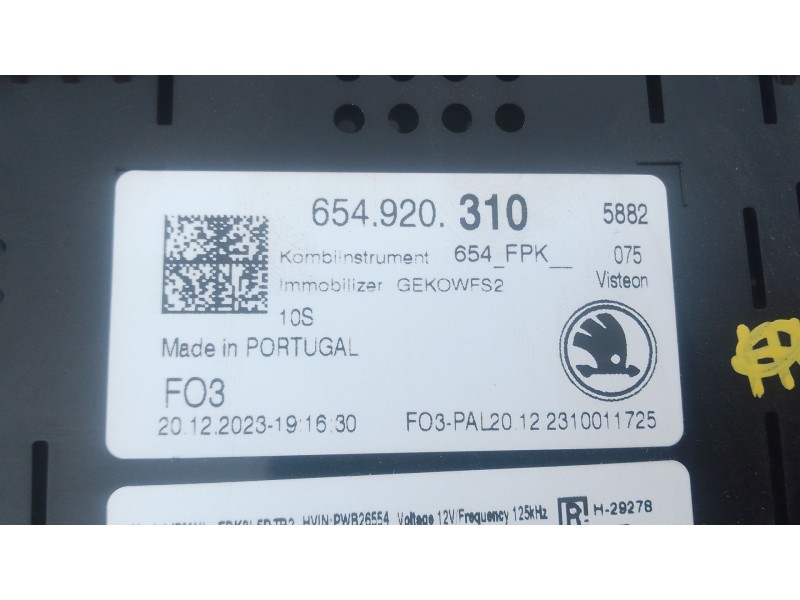 654.920. 310 5882
Kombiinstrument 654_FPK__ 075
Immobilizer GEKOWFS2 Visteon
10S
Made in PORTUGAL
FO3
20.12.2023-19:16:30 FO3-PAL20.12 2310011725
HVIN:PWB26554 Voltage 12V/Frequency 125kHz R H-29278